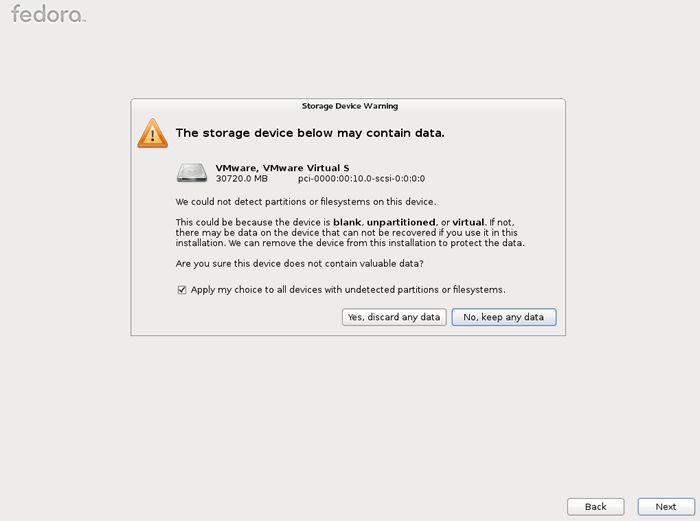 fedora
Storage Device Warning
The storage device below may contain data.
VMware, VMware Virtual S
30720.0 MB pci-0000:00:10.0-scsi-0:0:0:0
We could not detect partitions or filesystems on this device.
This could be because the device is blank, unpartitioned, or virtual. If not,
there may be data on the device that can not be recovered if you use it in this
installation. We can remove the device from this installation to protect the data.
Are you sure this device does not contain valuable data?
Apply my choice to all devices with undetected partitions or filesystems.
Yes, discard any data No, keep any data
Back Next